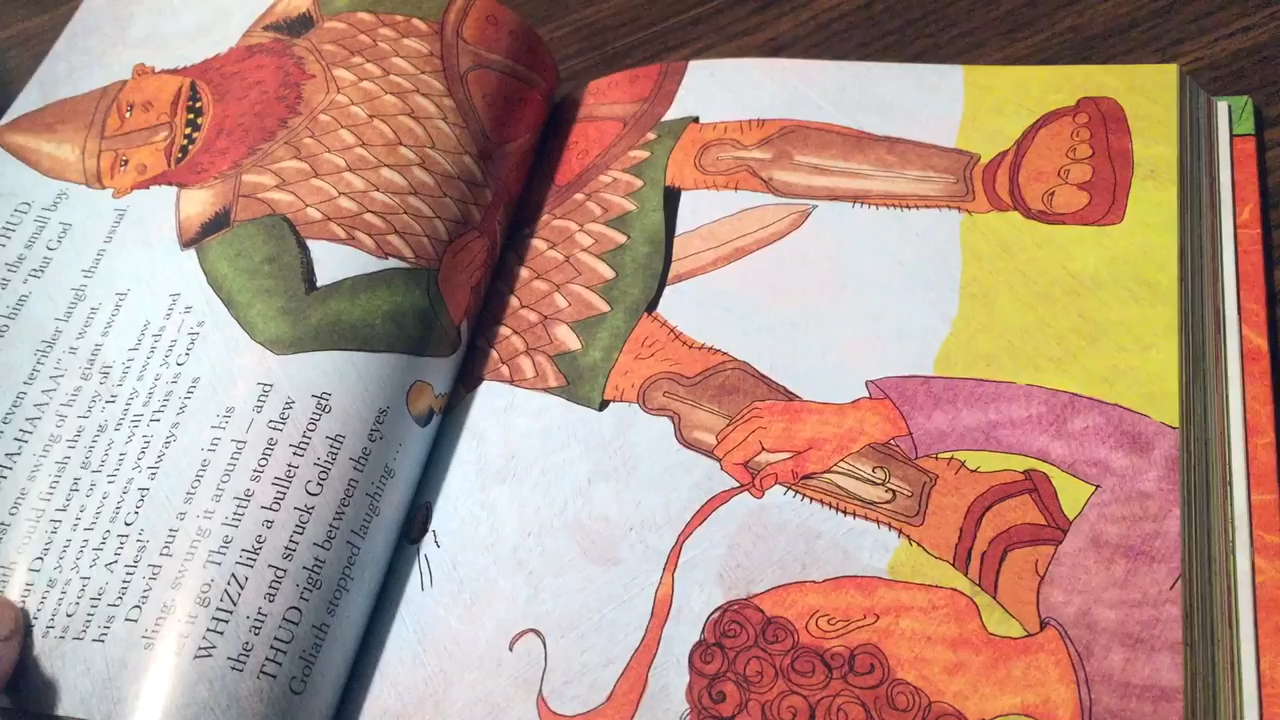 THUD.
at the small boy.
to him. "But God
even terribler laugh than usual.
HA-HAAAA!" it went.
st one swing of his giant sword,
ath could finish the boy off.
David kept going. "It isn't how
strong you are or how many swords and
spears you have that will save you — it
is God who saves you! This is God's
battle. And God always wins
his battles!"
David put a stone in his
sling, swung it around — and
let it go. The little stone flew
WHIZZ like a bullet through
the air and struck Goliath
THUD right between the eyes.
Goliath stopped laughing ...